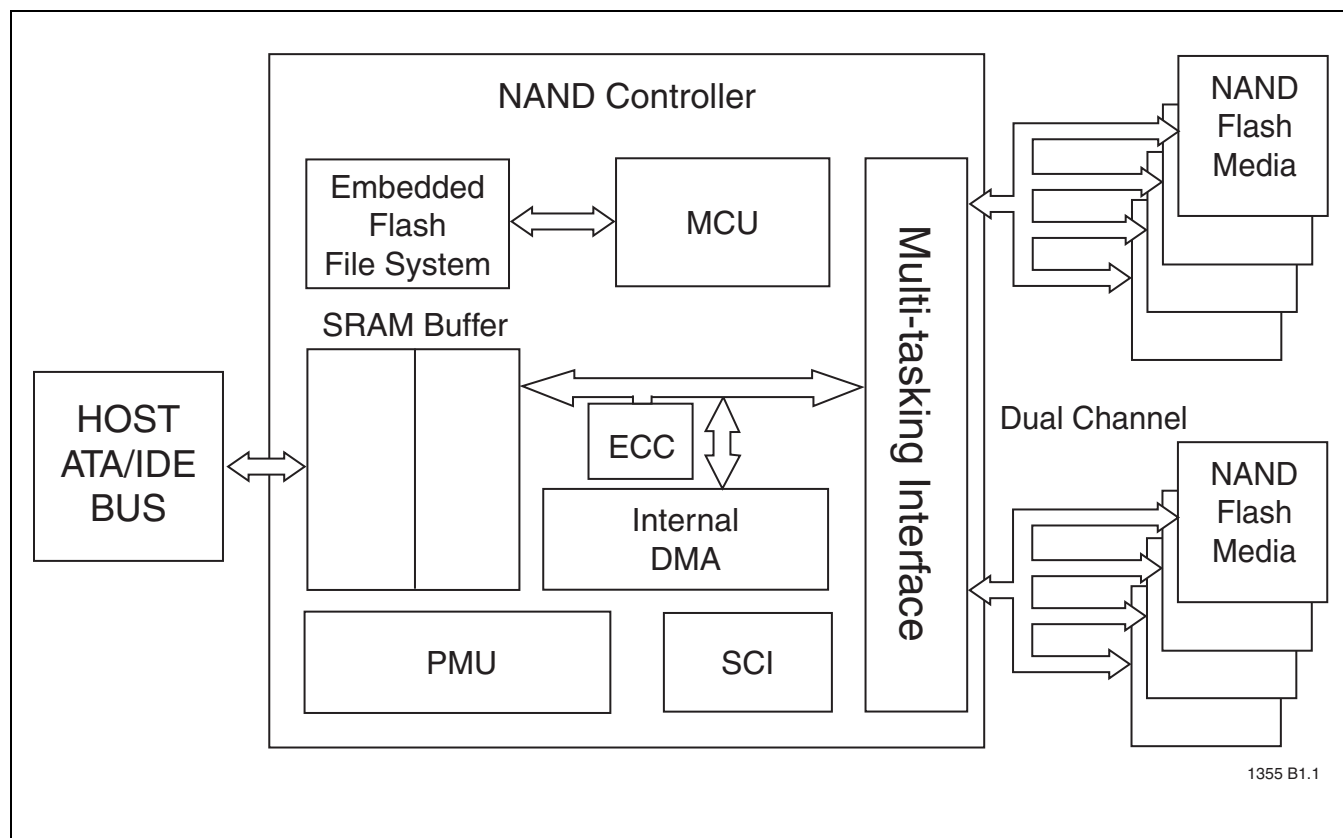 NAND Controller
NAND
Flash
Media
Embedded
Flash
File System
MCU
Multi-tasking Interface
SRAM Buffer
HOST
ATA/IDE
BUS
ECC
Internal
DMA
Dual Channel
NAND
Flash
Media
PMU
SCI
1355 B1.1